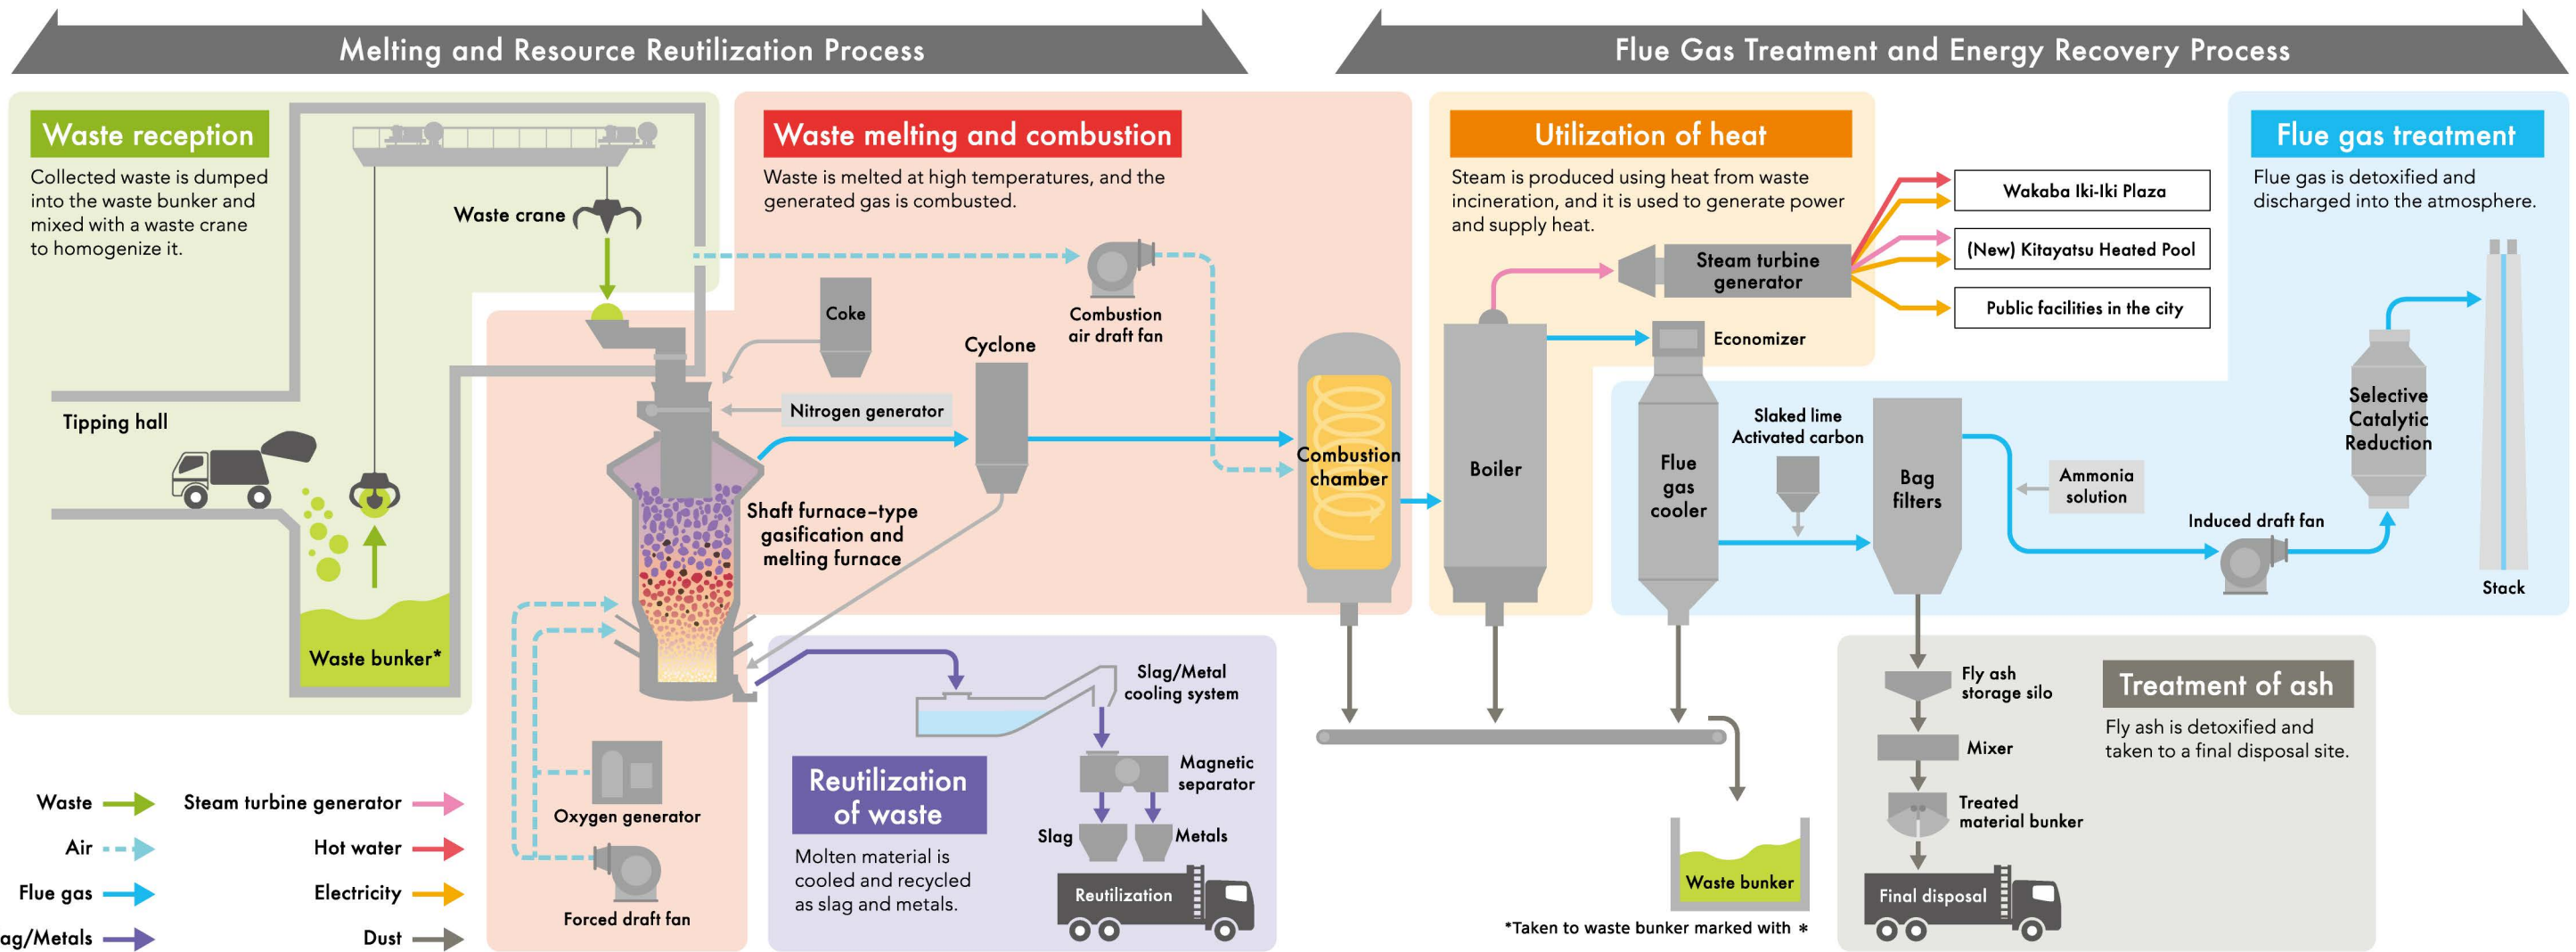 Melting and Resource Reutilization Process
Flue Gas Treatment and Energy Recovery Process
Waste reception
Collected waste is dumped
into the waste bunker and
mixed with a waste crane
to homogenize it.
Waste crane
Tipping hall
Waste bunker*
Waste melting and combustion
Waste is melted at high temperatures, and the
generated gas is combusted.
Coke
Cyclone
Combustion
air draft fan
Nitrogen generator
Shaft furnace-type
gasification and
melting furnace
Combustion
chamber
Oxygen generator
Forced draft fan
Utilization of heat
Steam is produced using heat from waste
incineration, and it is used to generate power
and supply heat.
Steam turbine
generator
Wakaba Iki-Iki Plaza
(New) Kitayatsu Heated Pool
Public facilities in the city
Economizer
Boiler
Flue gas treatment
Flue gas is detoxified and
discharged into the atmosphere.
Flue
gas
cooler
Slaked lime
Activated carbon
Bag
filters
Ammonia
solution
Induced draft fan
Selective
Catalytic
Reduction
Stack
Reutilization
of waste
Molten material is
cooled and recycled
as slag and metals.
Slag/Metal
cooling system
Magnetic
separator
Slag
Metals
Reutilization
Waste bunker
*Taken to waste bunker marked with *
Treatment of ash
Fly ash is detoxified and
taken to a final disposal site.
Fly ash
storage silo
Mixer
Treated
material bunker
Final disposal
Waste
Air
Flue gas
ag/Metals
Steam turbine generator
Hot water
Electricity
Dust